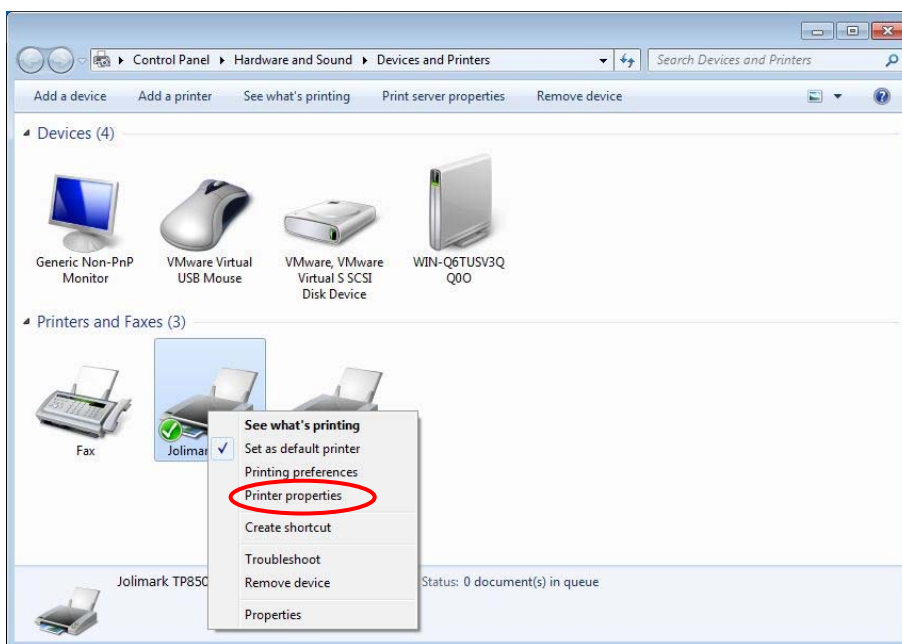 Control Panel Hardware and Sound Devices and Printers Search Devices and Printers
Add a device Add a printer See what's printing Print server properties Remove device
Devices (4)
Generic Non-PnP Monitor
VMware Virtual USB Mouse
VMware, VMware Virtual S SCSI Disk Device
WIN-Q6TUSV3QQ0O
Printers and Faxes (3)
Fax
Jolimar
See what's printing
Set as default printer
Printing preferences
Printer properties
Create shortcut
Troubleshoot
Remove device
Properties
Jolimark TP850
Status: 0 document(s) in queue